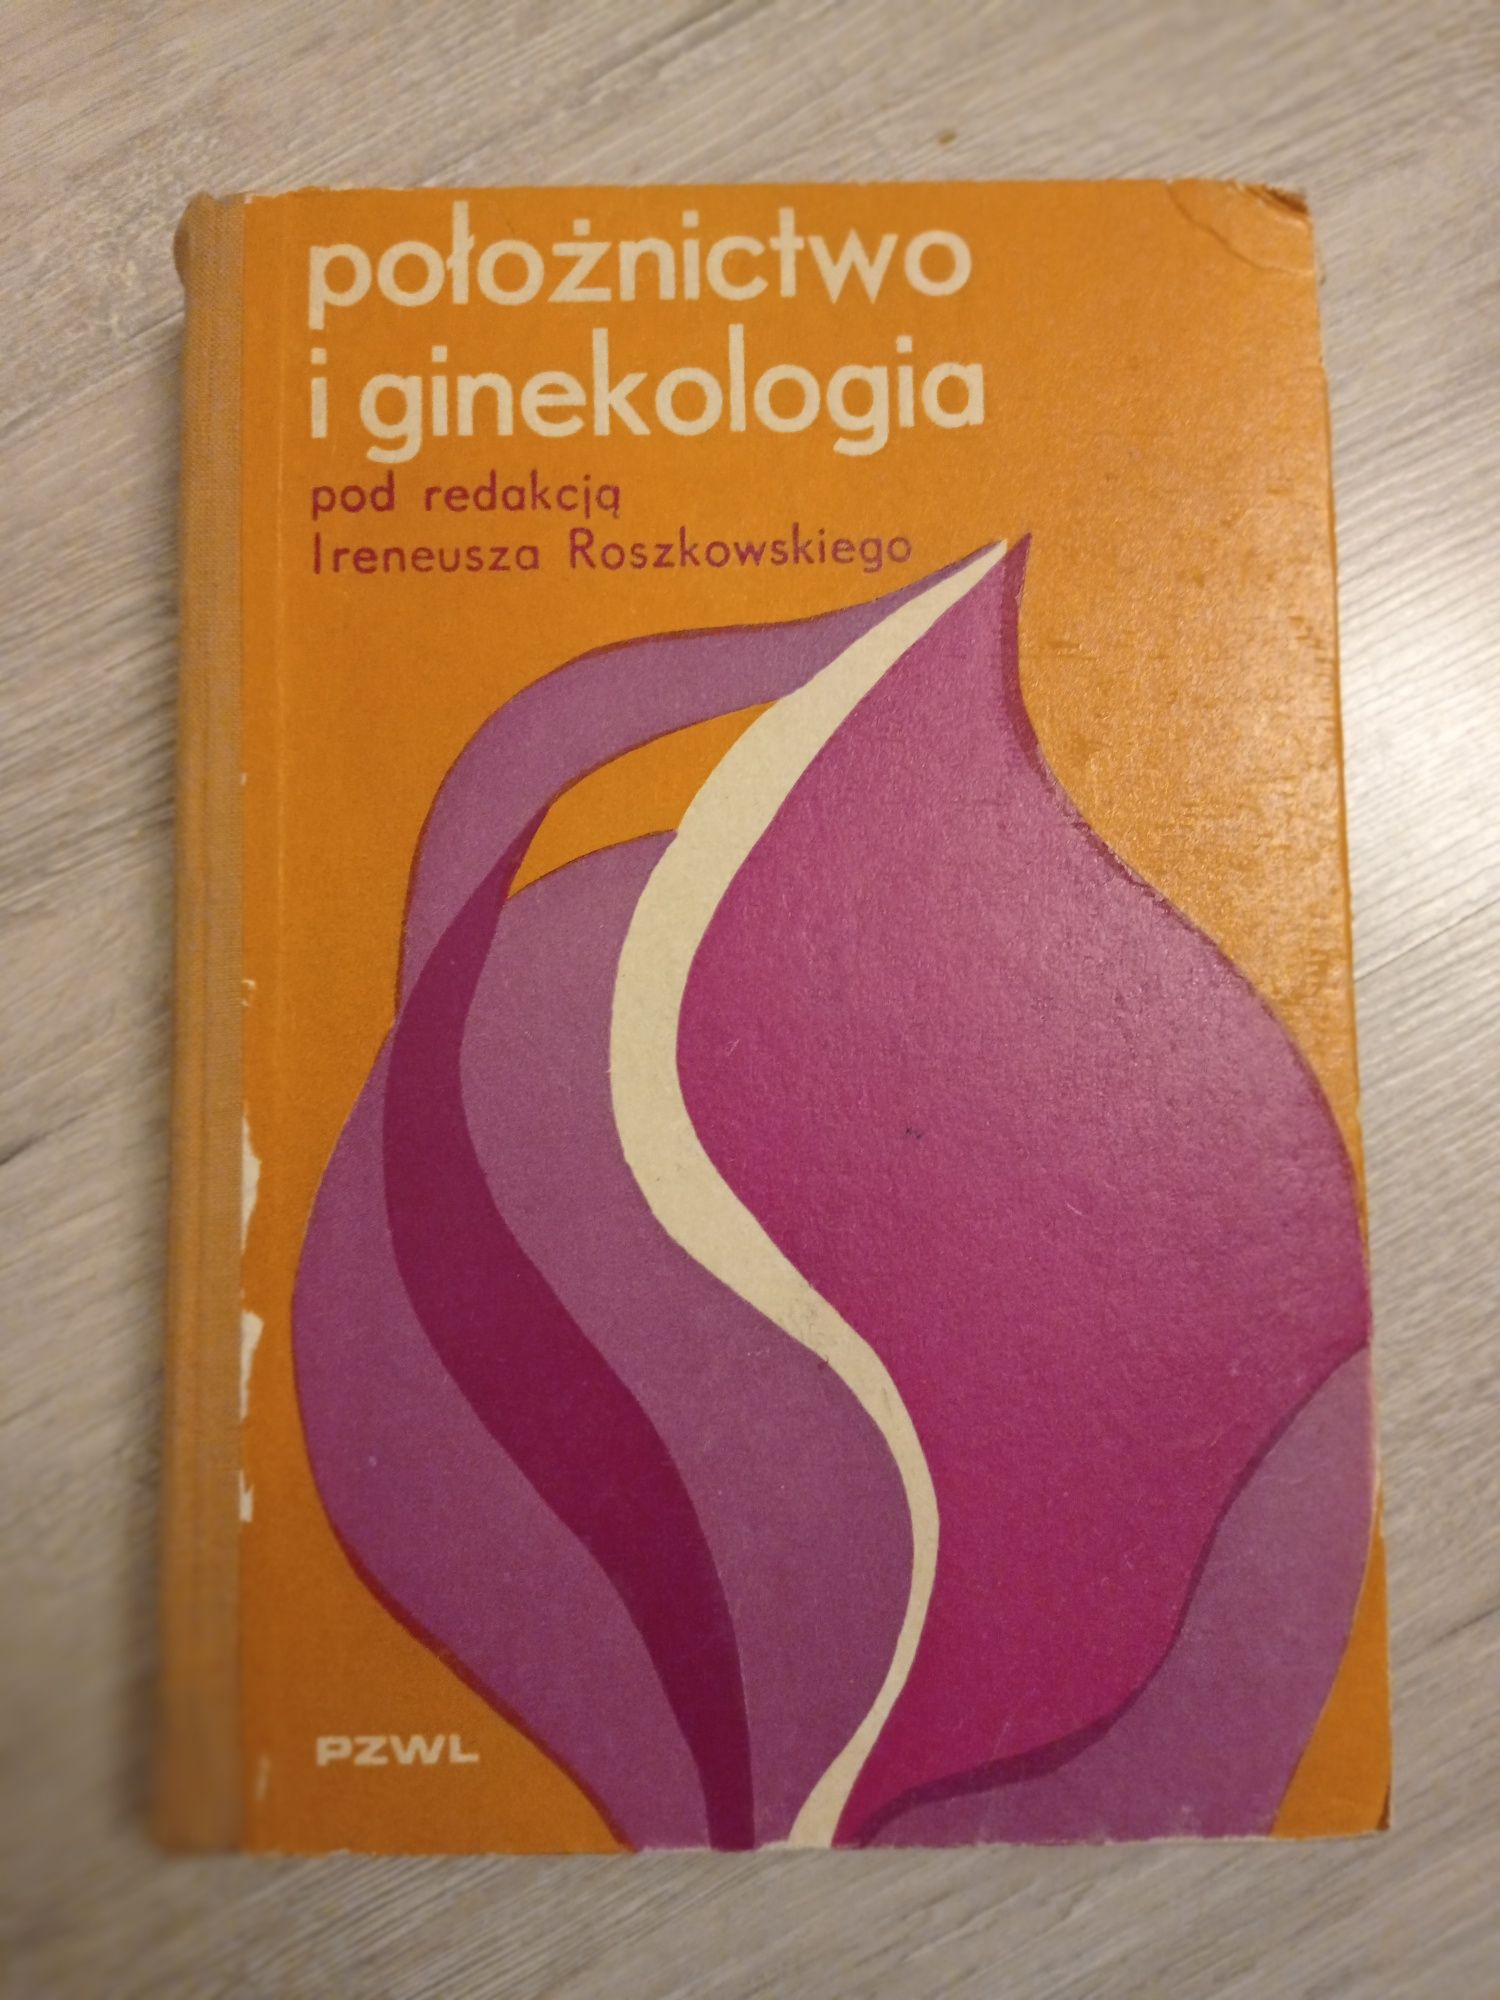 położnictwo
i ginekologia
pod redakcją
Ireneusza Roszkowskiego
PZWL